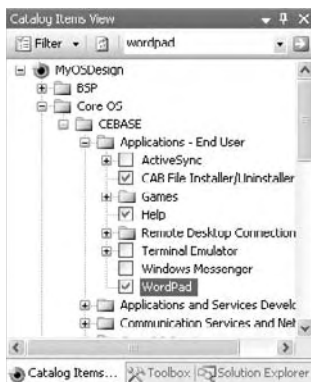 Catalog Items View
Filter wordpad
MyOSDesign
BSP
Core OS
CEBASE
Applications - End User
ActiveSync
CAB File Installer/Uninstaller
Games
Help
Remote Desktop Connection
Terminal Emulator
Windows Messenger
WordPad
Applications and Services Develc
Communication Services and Net
Catalog Items... Toolbox Solution Explorer